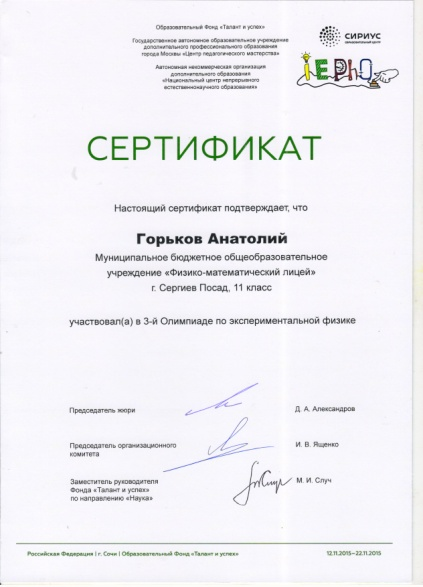 Образовательный Фонд «Талант и успех»
Государственное автономное образовательное учреждение
дополнительного профессионального образования
города Москвы «Центр педагогического мастерства»
Автономная некоммерческая организация
дополнительного образования
«Национальный центр непрерывного
естественнонаучного образования»
СИРИУС
образовательный центр
IEPhO
СЕРТИФИКАТ
Настоящий сертификат подтверждает, что
Горьков Анатолий
Муниципальное бюджетное общеобразовательное
учреждение «Физико-математический лицей»
г. Сергиев Посад, 11 класс
участвовал(а) в 3-й Олимпиаде по экспериментальной физике
Председатель жюри
Д. А. Александров
Председатель организационного
комитета
И. В. Ященко
Заместитель руководителя
Фонда «Талант и успех»
по направлению «Наука»
М. И. Случ
Российская Федерация | г. Сочи | Образовательный Фонд «Талант и успех»
12.11.2015–22.11.2015